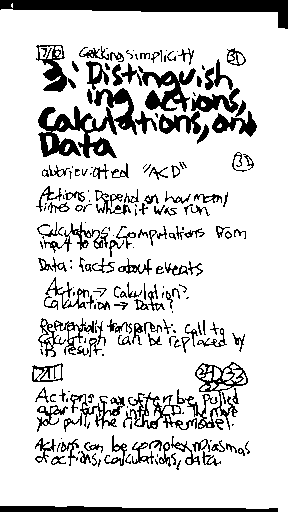 7/10 Grokking Simplicity 31
3: Distinguish
ing actions,
Calculations, and
Data
abbrieviated "ACD" 31
Actions: Depend on how many
times or when it was run
Calculations: Computations from
input to output.
Data: facts about events
Action → Calculation?
Calculation → Data?
Referentially transparent: call to
calculation can be replaced by
its result.
7/11
Actions can often be pulled
apart further into ACD. The more
you pull, the richer the model.
Actions can be complex miasmas
of actions, calculations, data.